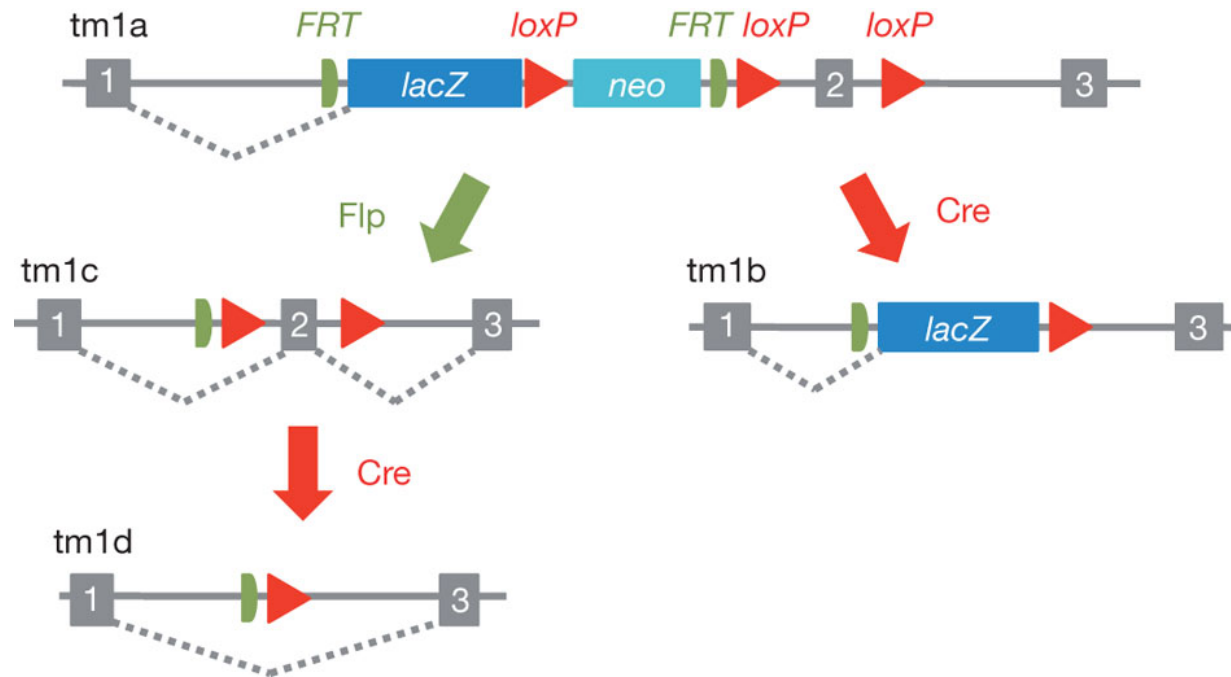 tm1a FRT loxP FRT loxP loxP
1 lacZ neo 2 3
Flp Cre
tm1c tm1b
1 2 3 1 lacZ 3
Cre
tm1d
1 3